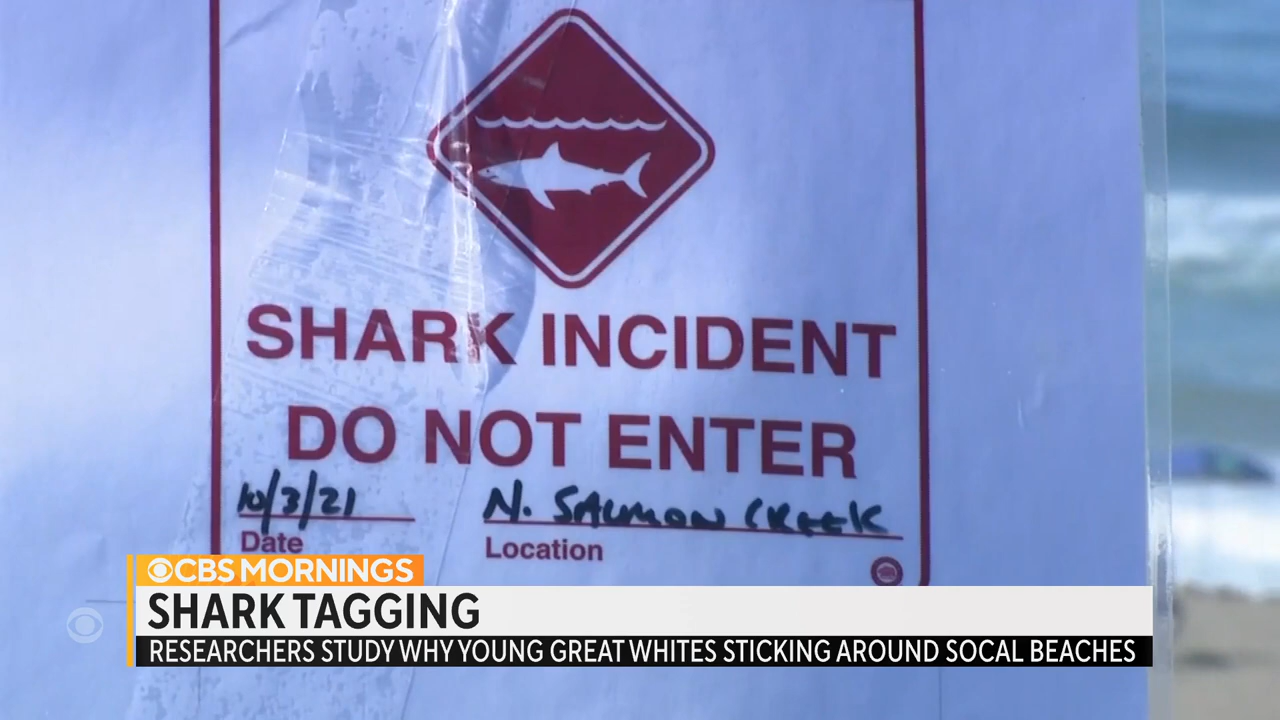 SHARK INCIDENT
DO NOT ENTER
10/3/21 N. SALMON CREEK
Date Location
CBS MORNINGS
SHARK TAGGING
RESEARCHERS STUDY WHY YOUNG GREAT WHITES STICKING AROUND SOCAL BEACHES